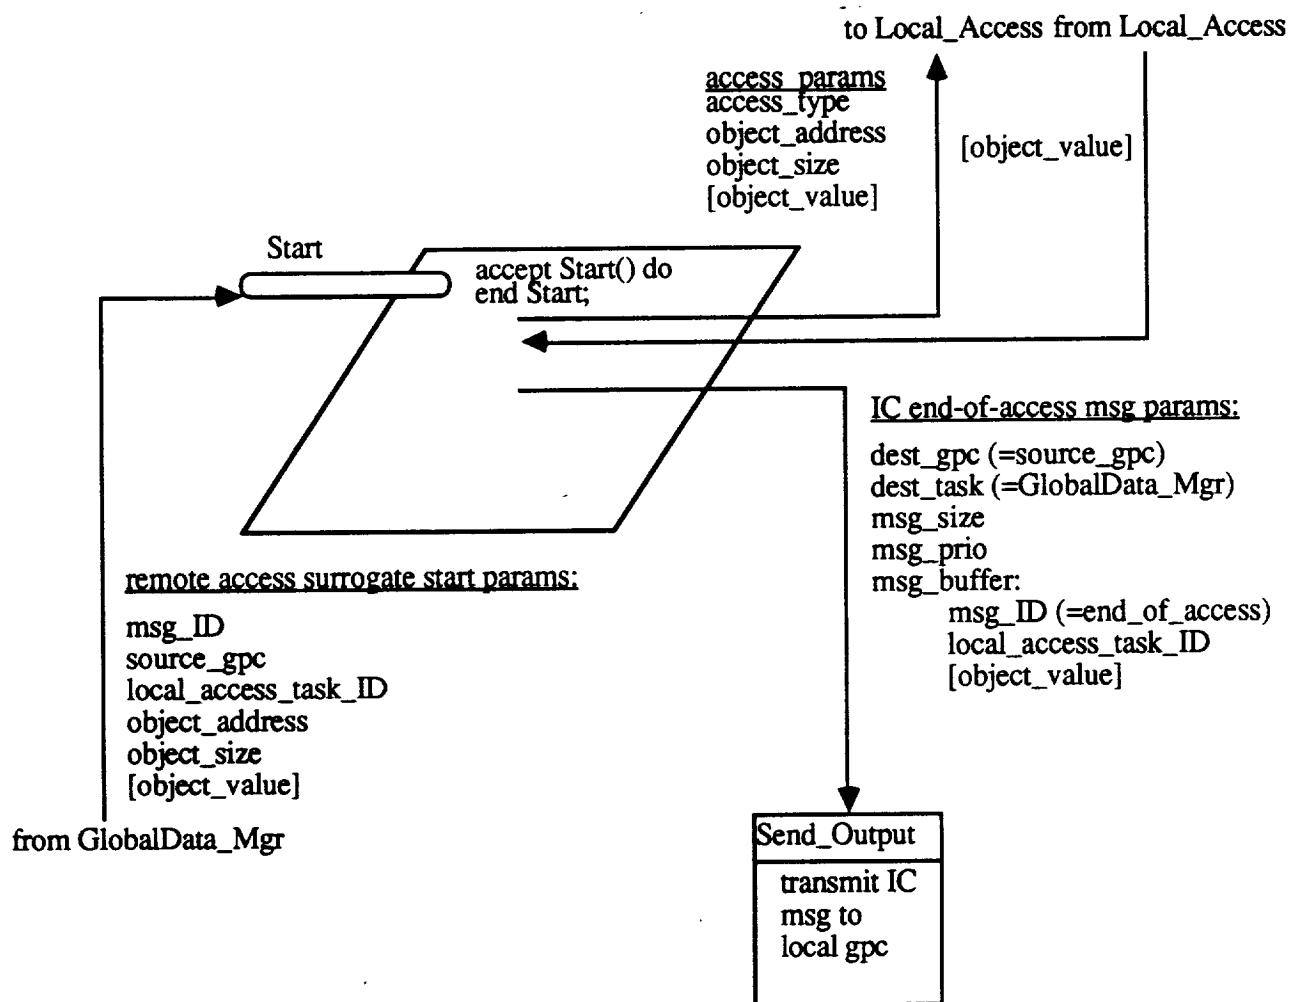 to Local_Access from Local_Access
access_params
access_type
object_address
object_size
[object_value]
[object_value]
Start
accept Start() do
end Start;
IC end-of-access msg params:
dest_gpc (=source_gpc)
dest_task (=GlobalData_Mgr)
msg_size
msg_prio
msg_buffer:
msg_ID (=end_of_access)
local_access_task_ID
[object_value]
remote access surrogate start params:
msg_ID
source_gpc
local_access_task_ID
object_address
object_size
[object_value]
from GlobalData_Mgr
Send_Output
transmit IC
msg to
local gpc